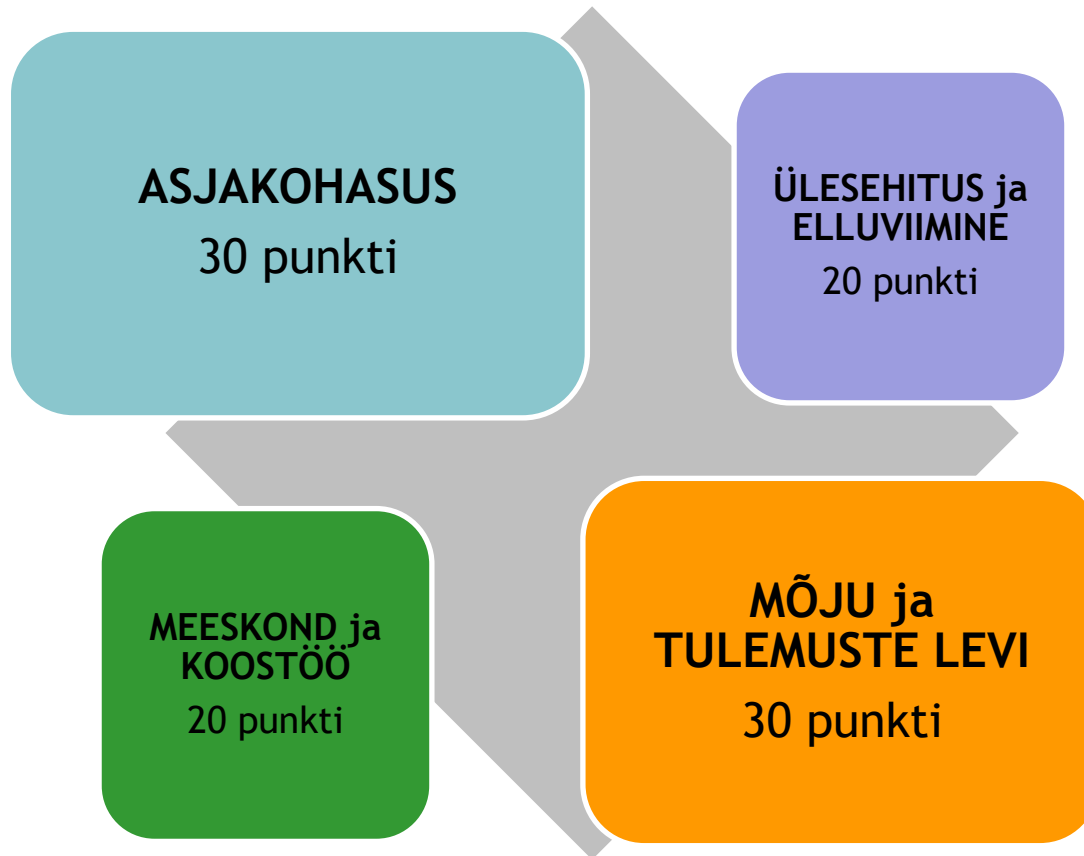 ASJAKOHASUS
30 punkti
ÜLESEHITUS ja
ELLUVIIMINE
20 punkti
MEESKOND ja
KOOSTÖÖ
20 punkti
MÕJU ja
TULEMUSTE LEVI
30 punkti